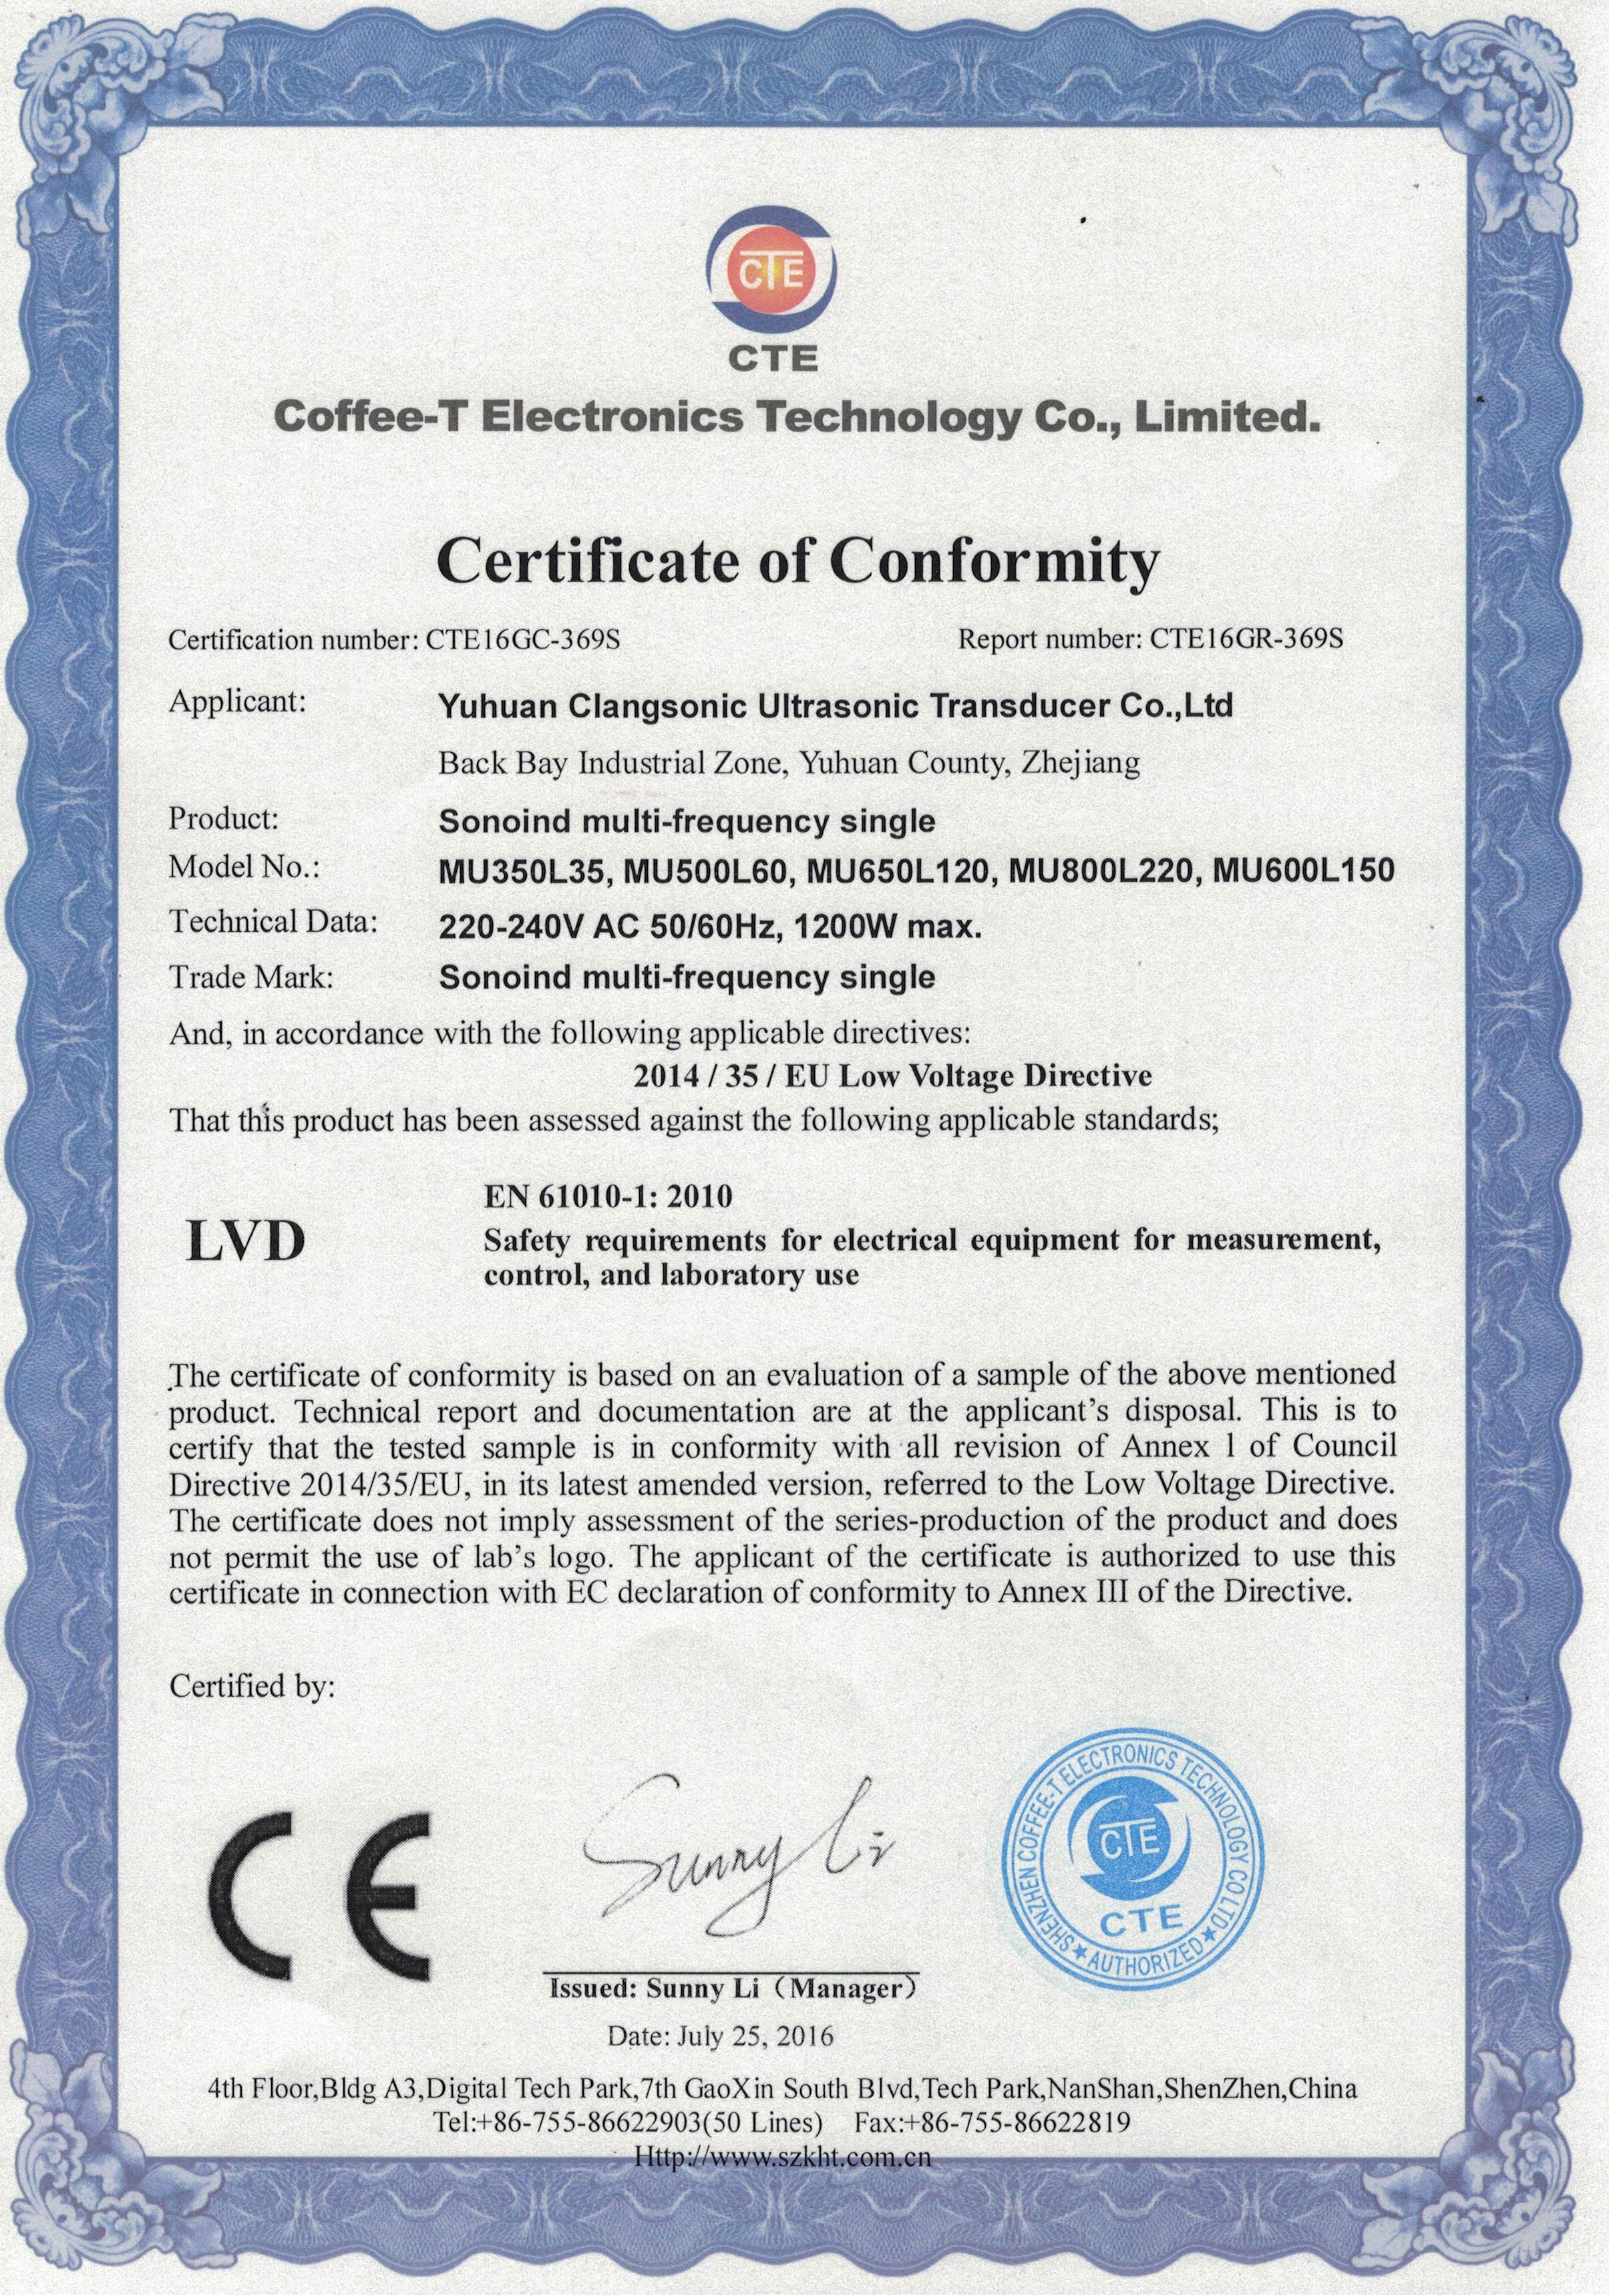 CTE
CTE
Coffee-T Electronics Technology Co., Limited.
Certificate of Conformity
Certification number: CTE16GC-369S Report number: CTE16GR-369S
Applicant: Yuhuan Clangsonic Ultrasonic Transducer Co.,Ltd
Back Bay Industrial Zone, Yuhuan County, Zhejiang
Product: Sonoind multi-frequency single
Model No.: MU350L35, MU500L60, MU650L120, MU800L220, MU600L150
Technical Data: 220-240V AC 50/60Hz, 1200W max.
Trade Mark: Sonoind multi-frequency single
And, in accordance with the following applicable directives:
2014 / 35 / EU Low Voltage Directive
That this product has been assessed against the following applicable standards;
EN 61010-1: 2010
LVD Safety requirements for electrical equipment for measurement,
control, and laboratory use
The certificate of conformity is based on an evaluation of a sample of the above mentioned
product. Technical report and documentation are at the applicant's disposal. This is to
certify that the tested sample is in conformity with all revision of Annex 1 of Council
Directive 2014/35/EU, in its latest amended version, referred to the Low Voltage Directive.
The certificate does not imply assessment of the series-production of the product and does
not permit the use of lab's logo. The applicant of the certificate is authorized to use this
certificate in connection with EC declaration of conformity to Annex III of the Directive.
Certified by:
CE
Sunny Li
SHENZHEN COFFEE-T ELECTRONICS TECHNOLOGY CO LTD
CTE
CTE
★ AUTHORIZED ★
Issued: Sunny Li (Manager)
Date: July 25, 2016
4th Floor,Bldg A3,Digital Tech Park,7th GaoXin South Blvd,Tech Park,NanShan,ShenZhen,China
Tel:+86-755-86622903(50 Lines) Fax:+86-755-86622819
Http://www.szkht.com.cn